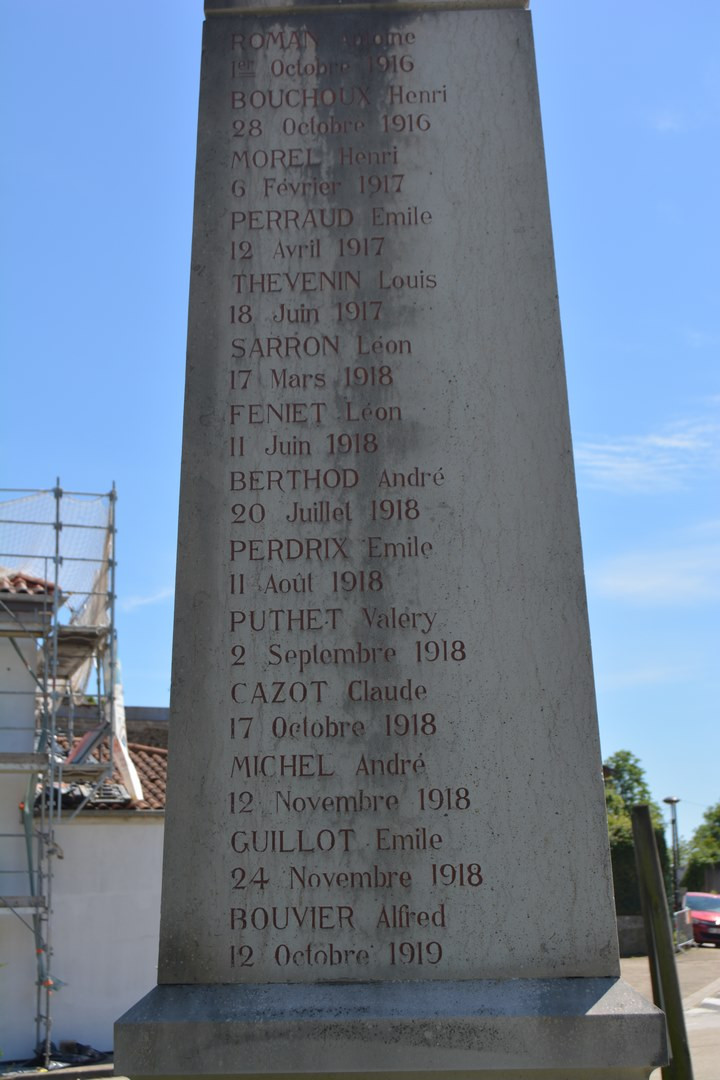 ROMAN Antoine
1er Octobre 1916
BOUCHOUX Henri
28 Octobre 1916
MOREL Henri
6 Février 1917
PERRAUD Emile
12 Avril 1917
THEVENIN Louis
18 Juin 1917
SARRON Léon
17 Mars 1918
FENIET Léon
11 Juin 1918
BERTHOD André
20 Juillet 1918
PERDRIX Emile
11 Août 1918
PUTHET Valéry
2 Septembre 1918
CAZOT Claude
17 Octobre 1918
MICHEL André
12 Novembre 1918
GUILLOT Emile
24 Novembre 1918
BOUVIER Alfred
12 Octobre 1919